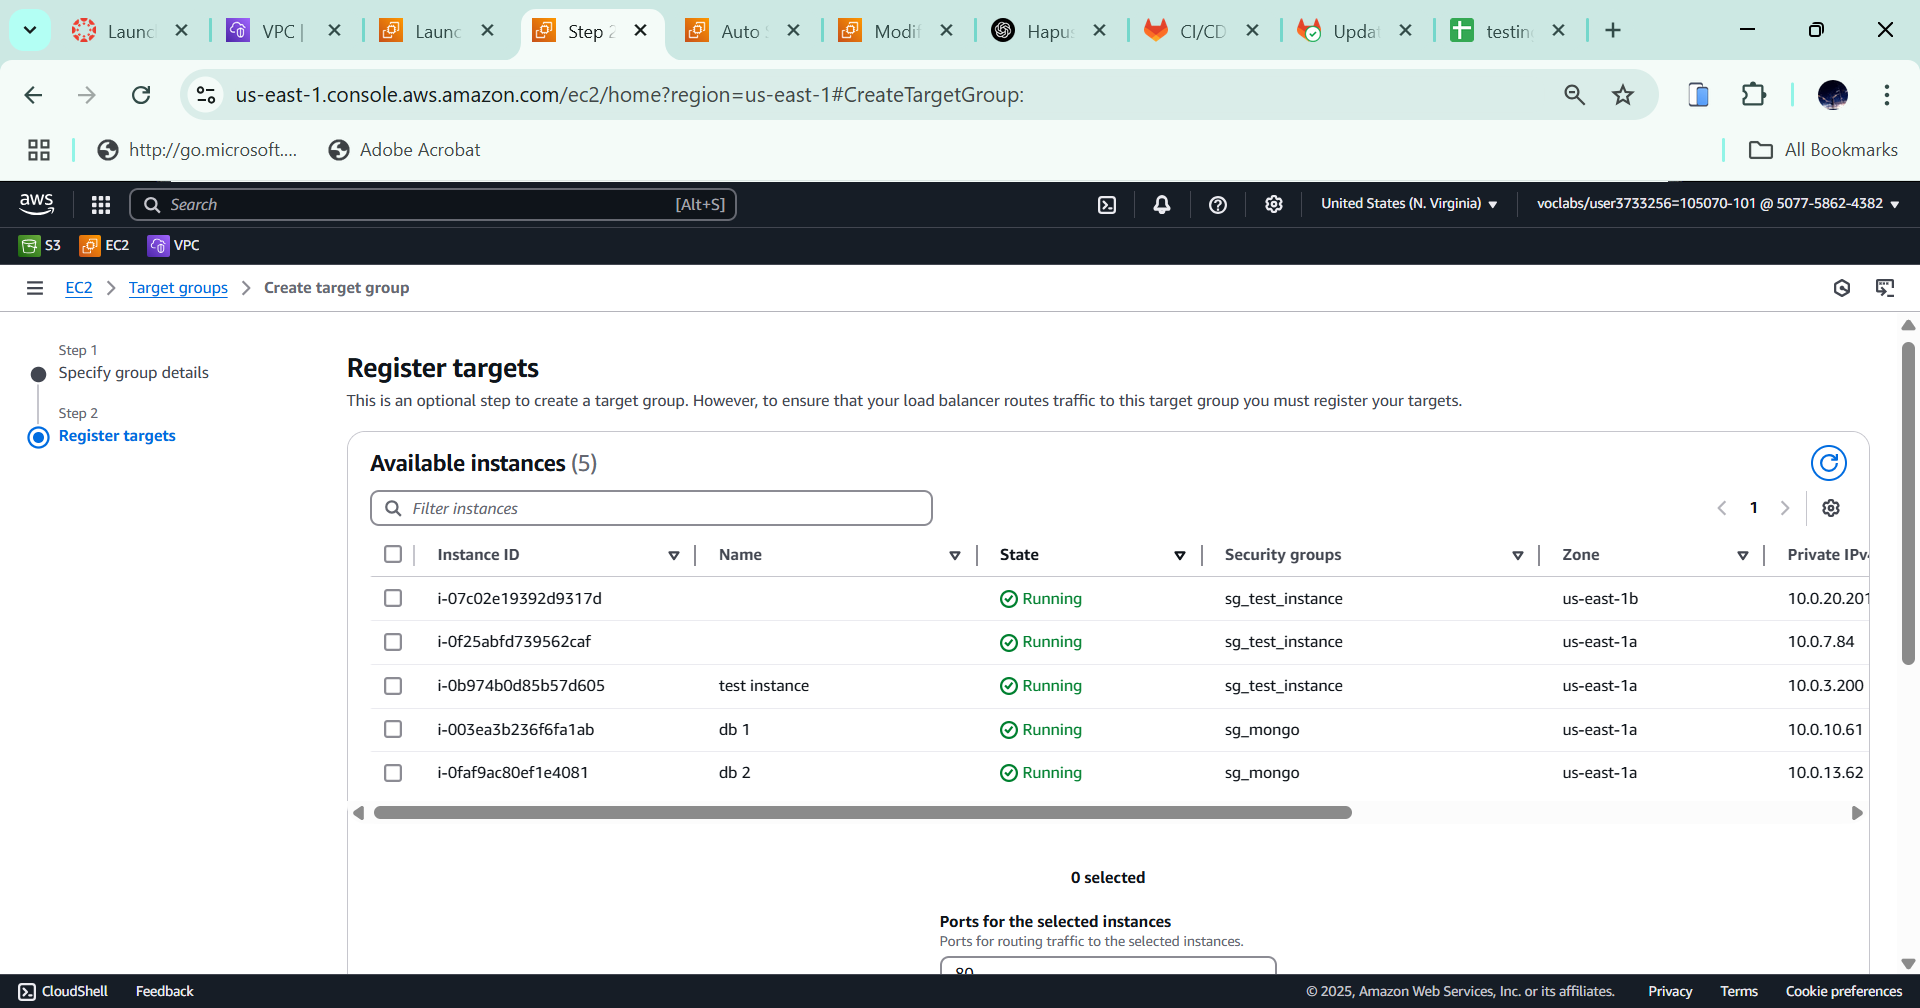 Launc
VPC |
Launc
Step 2
Auto S
Modif
Hapus
CI/CD
Updat
testing
us-east-1.console.aws.amazon.com/ec2/home?region=us-east-1#CreateTargetGroup:
http://go.microsoft....
Adobe Acrobat
All Bookmarks
aws
Search
[Alt+S]
United States (N. Virginia)
voclabs/user3733256=105070-101 @ 5077-5862-4382
S3
EC2
VPC
EC2
Target groups
Create target group
Step 1
Specify group details
Step 2
Register targets
Register targets
This is an optional step to create a target group. However, to ensure that your load balancer routes traffic to this target group you must register your targets.
Available instances (5)
Filter instances
1
Instance ID Name State Security groups Zone Private IPv4
i-07c02e19392d9317d Running sg_test_instance us-east-1b 10.0.20.201
i-0f25abfd739562caf Running sg_test_instance us-east-1a 10.0.7.84
i-0b974b0d85b57d605 test instance Running sg_test_instance us-east-1a 10.0.3.200
i-003ea3b236f6fa1ab db 1 Running sg_mongo us-east-1a 10.0.10.61
i-0faf9ac80ef1e4081 db 2 Running sg_mongo us-east-1a 10.0.13.62
0 selected
Ports for the selected instances
Ports for routing traffic to the selected instances.
80
CloudShell
Feedback
© 2025, Amazon Web Services, Inc. or its affiliates.
Privacy
Terms
Cookie preferences